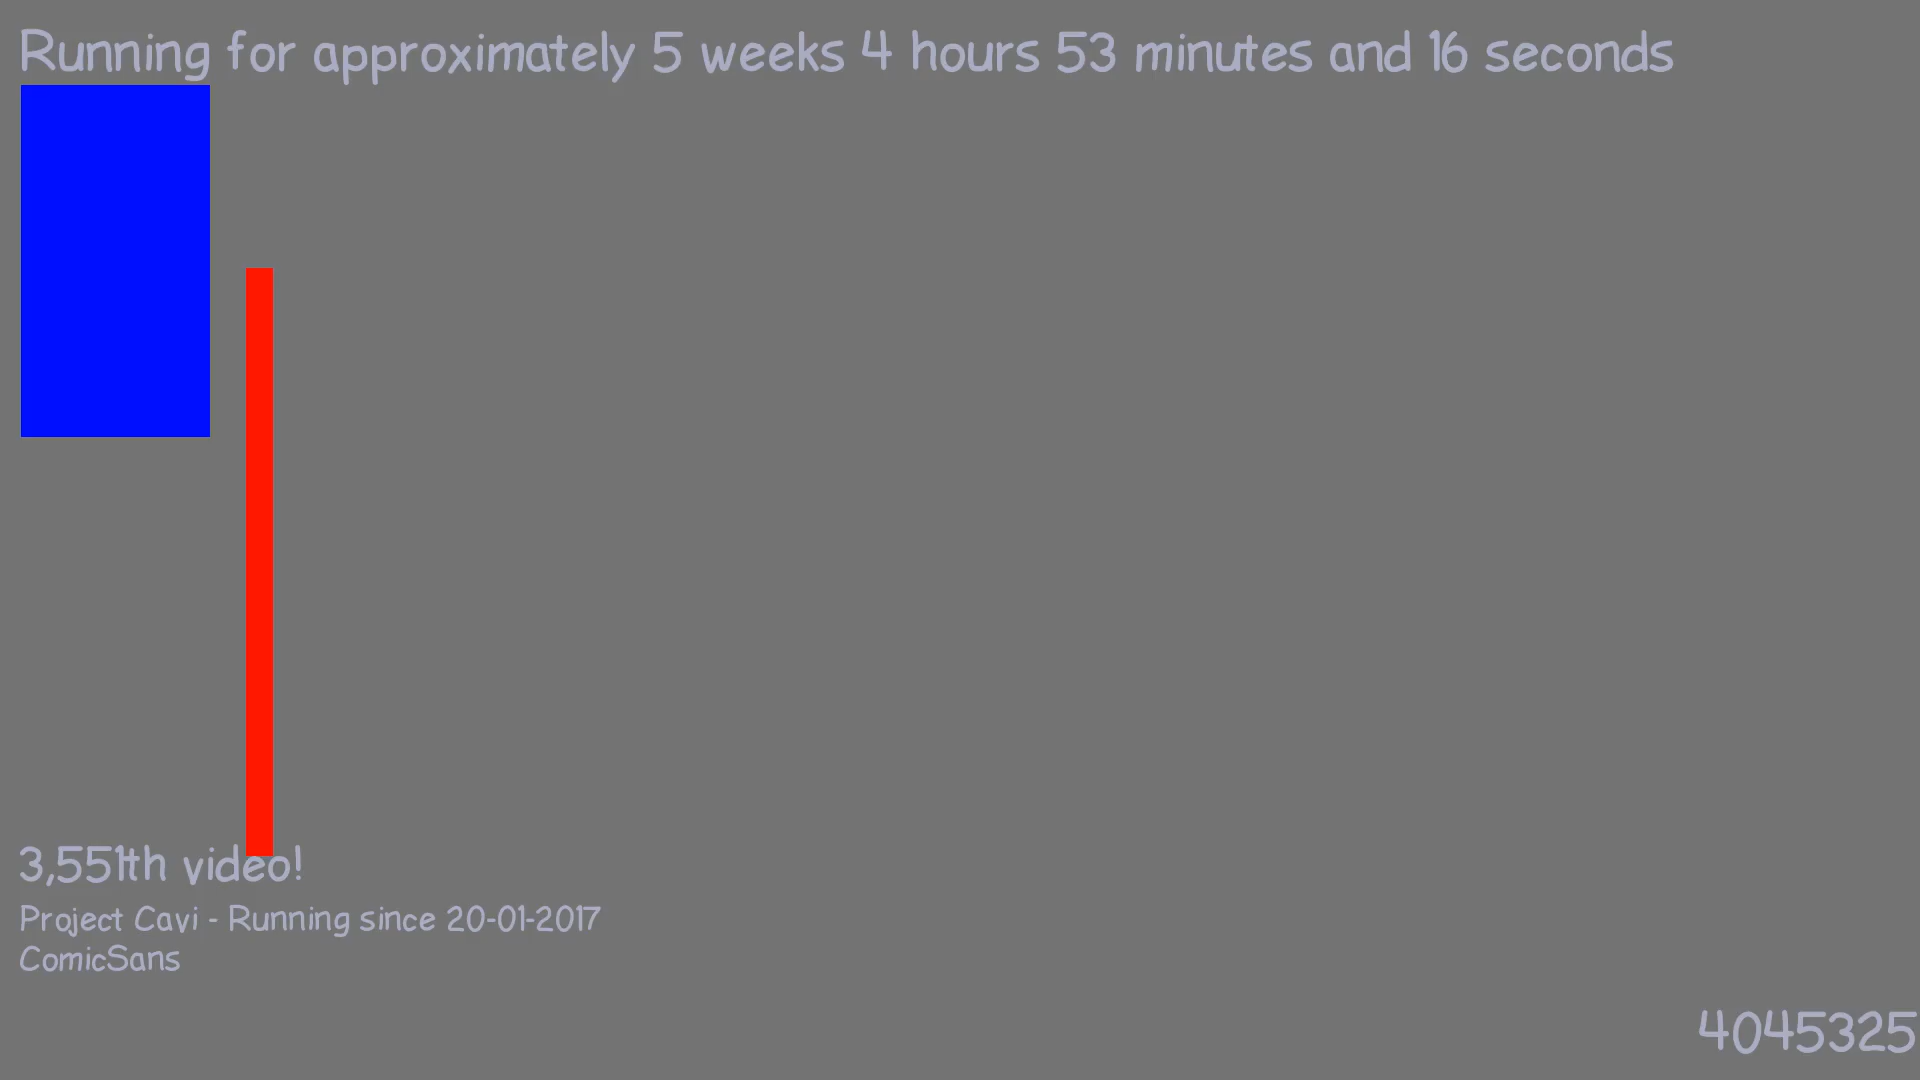 Running for approximately 5 weeks 4 hours 53 minutes and 16 seconds
3,551th video!
Project Cavi - Running since 20-01-2017
ComicSans
4045325